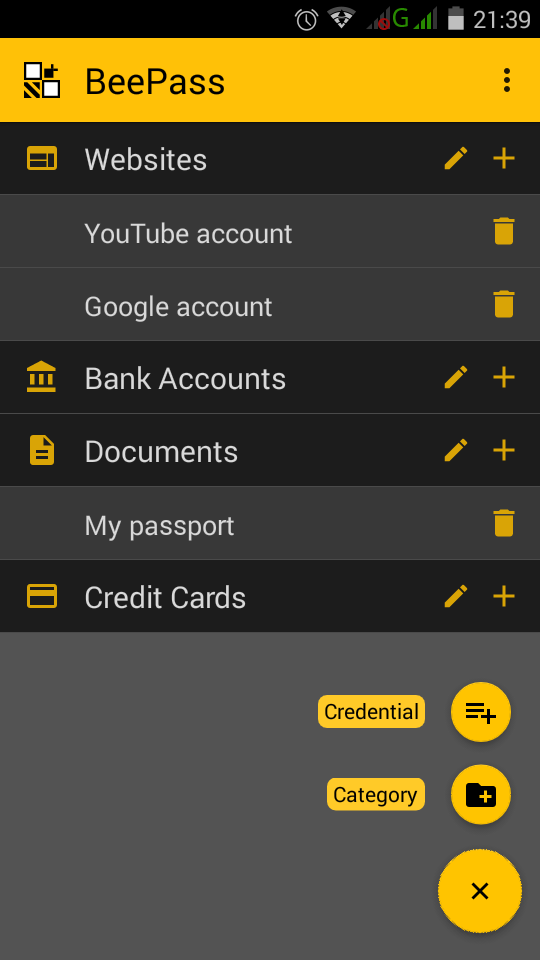 G 21:39
BeePass
Websites
YouTube account
Google account
Bank Accounts
Documents
My passport
Credit Cards
Credential
Category